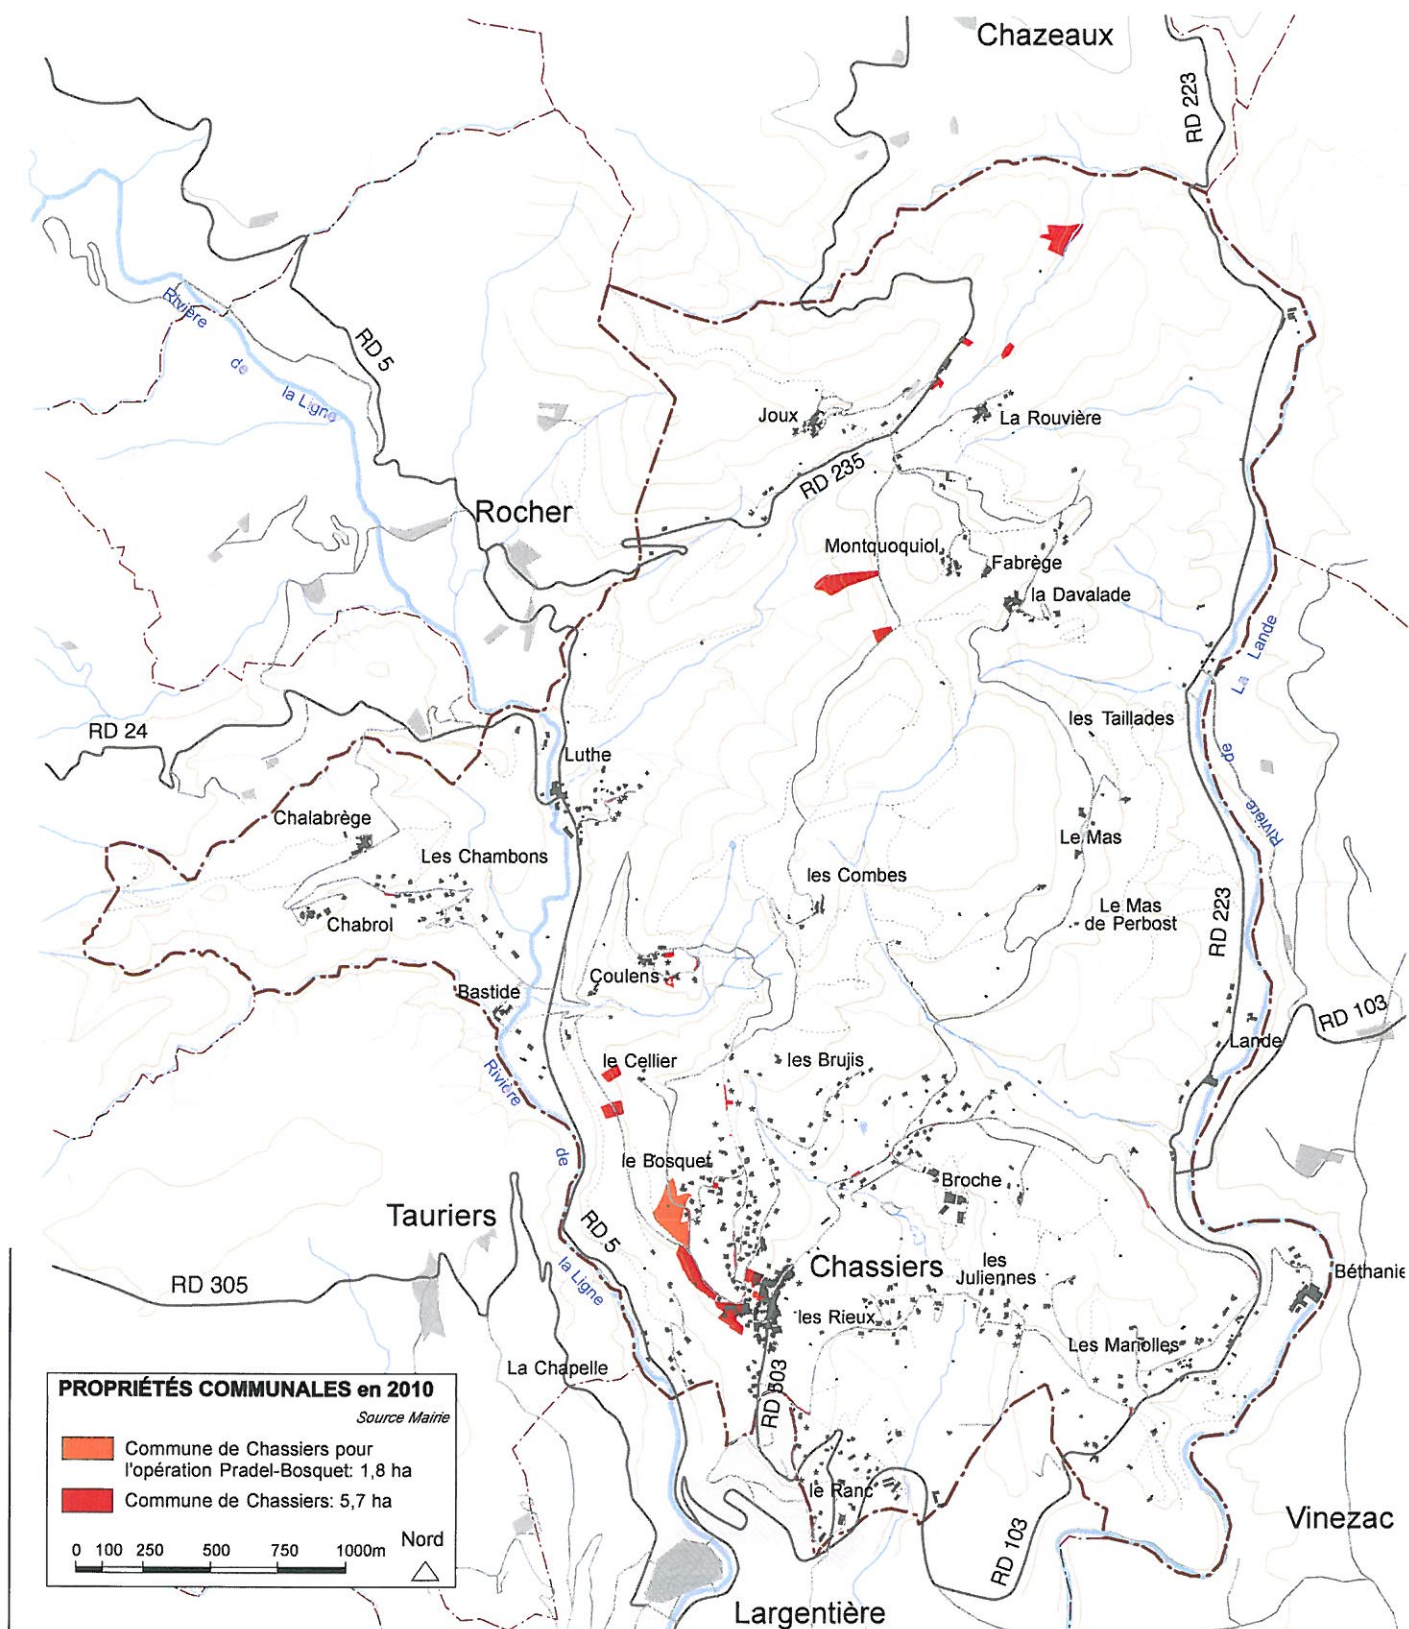 Chazeaux
RD 223
Rivière
de
la Ligne
RD 5
Joux
La Rouvière
RD 235
Rocher
Montquoquiol
Fabrège
la Davalade
Rivière
de
La
Lande
RD 24
les Taillades
Luthe
Chalabrège
Les Chambons
Le Mas
les Combes
Chabrol
Le Mas
de Perbost
RD 223
Coulens
Bastide
RD 103
Lande
le Cellier
les Brujis
Rivière
de
la Ligne
le Bosquet
Broche
Tauriers
RD 5
Chassiers
les
Juliennes
Béthanie
RD 305
les Rieux
Les Mariolles
La Chapelle
RD 303
le Ranc
RD 103
Vinezac
Largentière
PROPRIÉTÉS COMMUNALES en 2010
Source Mairie
Commune de Chassiers pour
l'opération Pradel-Bosquet: 1,8 ha
Commune de Chassiers: 5,7 ha
Nord
0 100 250 500 750 1000m